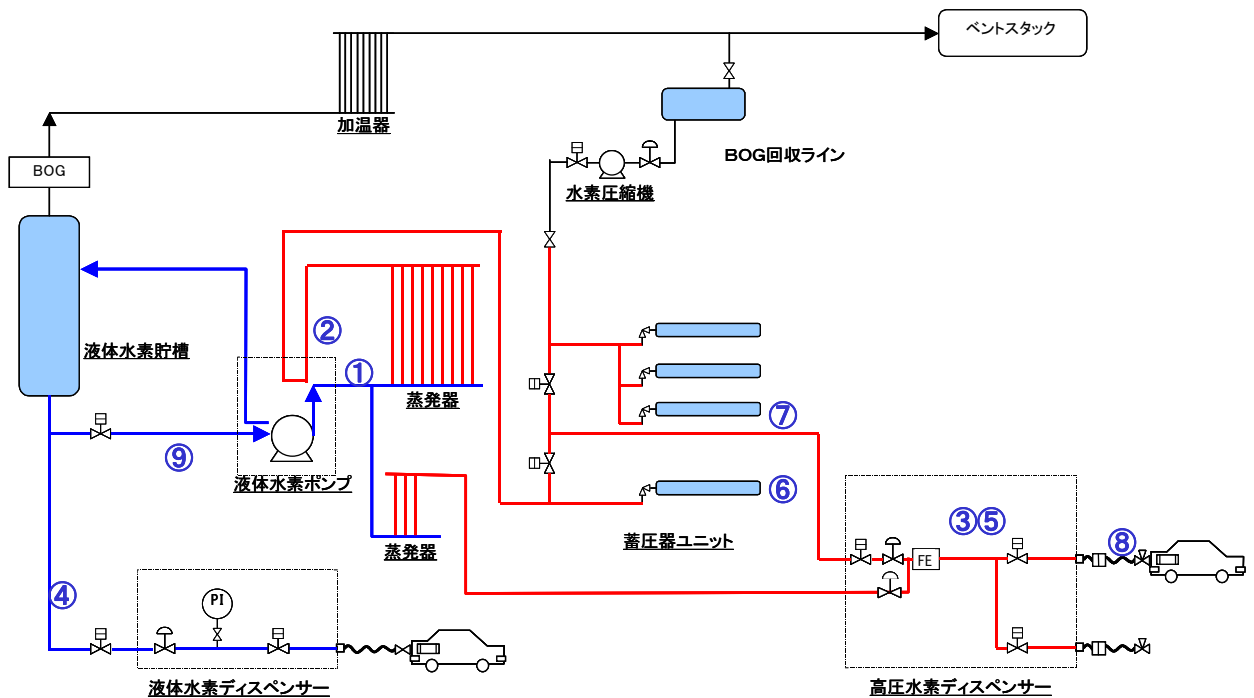 ベントスタック
加温器
BOG
BOG回収ライン
水素圧縮機
②
液体水素貯槽
①
蒸発器
⑦
⑨
液体水素ポンプ
⑥
蒸発器
蓄圧器ユニット
③⑤
⑧
FE
④
PI
液体水素ディスペンサー
高圧水素ディスペンサー